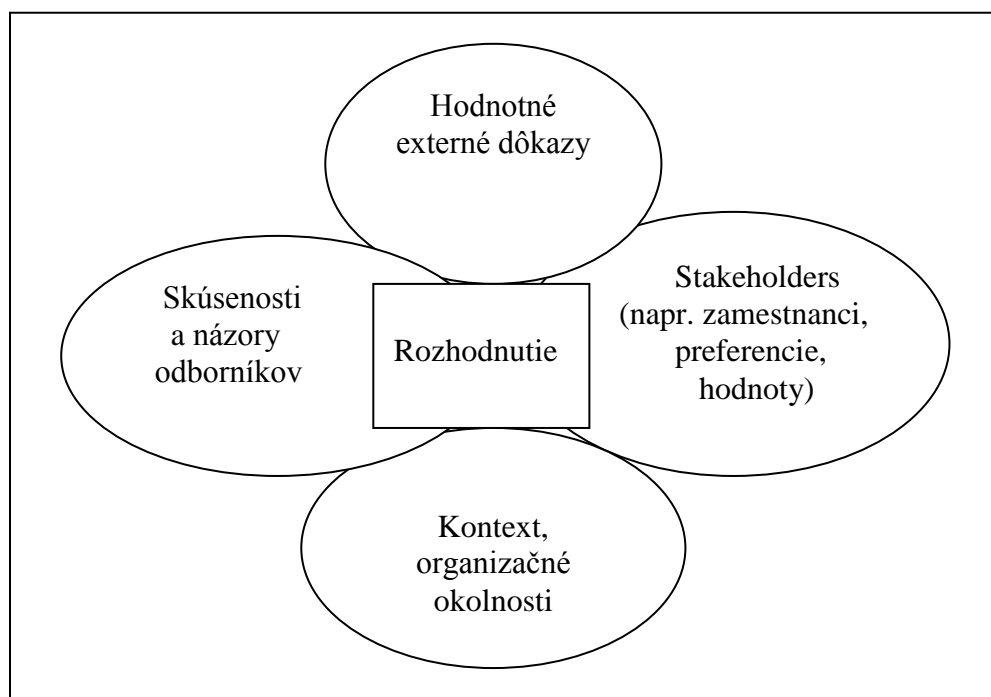 Hodnotné
externé dôkazy
Skúsenosti
a názory
odborníkov
Rozhodnutie
Stakeholders
(napr. zamestnanci,
preferencie,
hodnoty)
Kontext,
organizačné
okolnosti